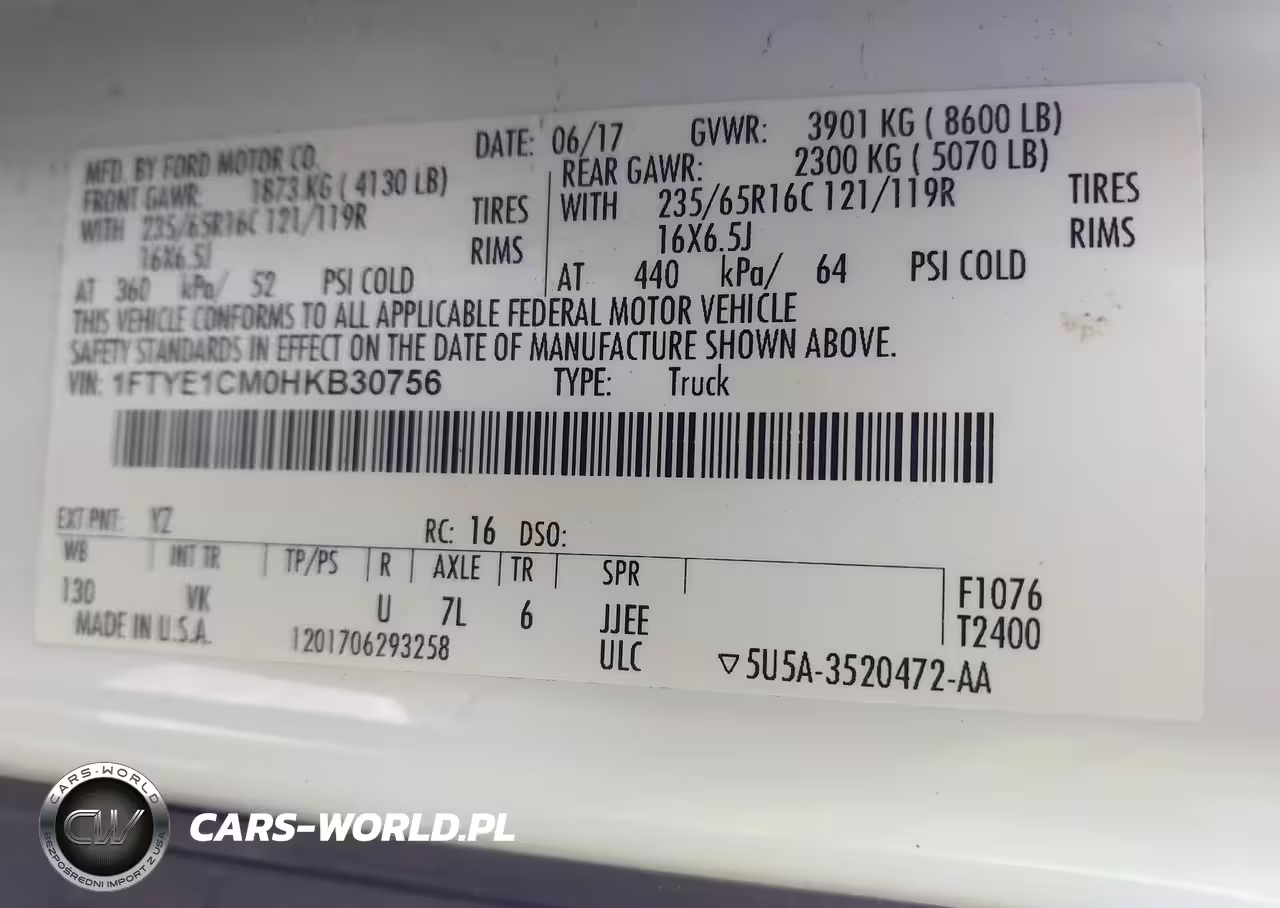 MFD. BY FORD MOTOR CO. DATE: 06/17 GVWR: 3901 KG ( 8600 LB)
FRONT GAWR: 1873 KG ( 4130 LB) REAR GAWR: 2300 KG ( 5070 LB)
WITH 235/65R16C 121/119R TIRES WITH 235/65R16C 121/119R TIRES
16X6.5J RIMS 16X6.5J RIMS
AT 360 kPa/ 52 PSI COLD AT 440 kPa/ 64 PSI COLD
THIS VEHICLE CONFORMS TO ALL APPLICABLE FEDERAL MOTOR VEHICLE
SAFETY STANDARDS IN EFFECT ON THE DATE OF MANUFACTURE SHOWN ABOVE.
VIN: 1FTYE1CM0HKB30756 TYPE: Truck
EXT PNT: YZ RC: 16 DSO:
WB INT TR TP/PS R AXLE TR SPR
130 VK U 7L 6 JJEE F1076
MADE IN U.S.A. 1201706293258 ULC T2400
▽5U5A-3520472-AA
CARS-WORLD
CW
BEZPOŚREDNI IMPORT Z USA
CARS-WORLD.PL